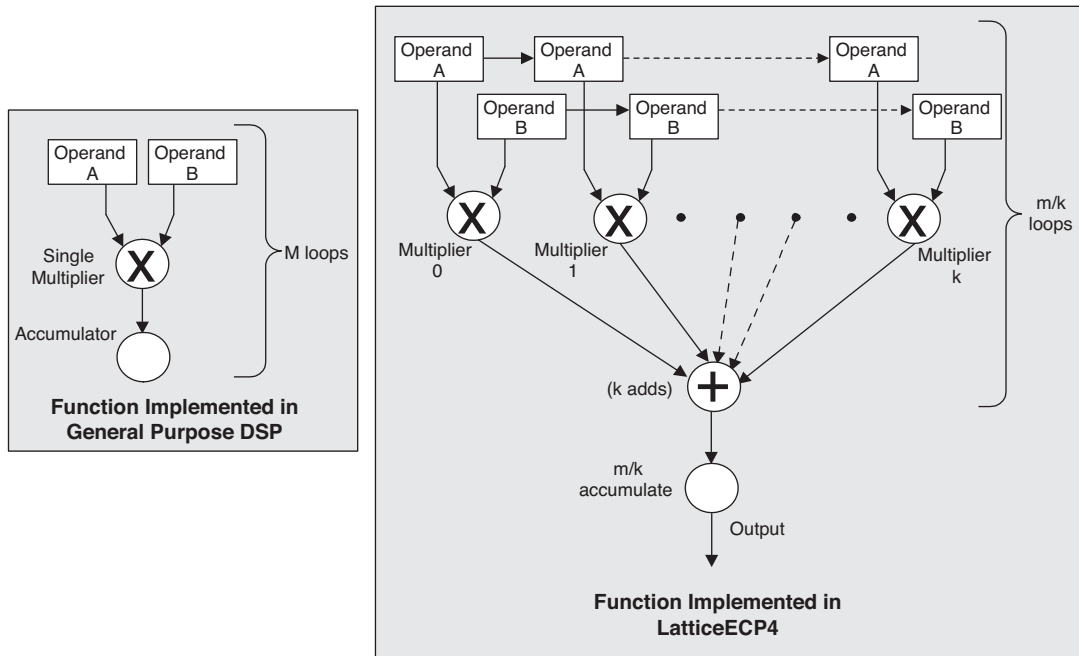 Operand
A
Operand
B
Single
Multiplier
X
M loops
Accumulator
Function Implemented in
General Purpose DSP
Operand
A
Operand
A
Operand
A
Operand
B
Operand
B
Operand
B
X
X
X
Multiplier
0
Multiplier
1
Multiplier
k
m/k
loops
(k adds)
+
m/k
accumulate
Output
Function Implemented in
LatticeECP4